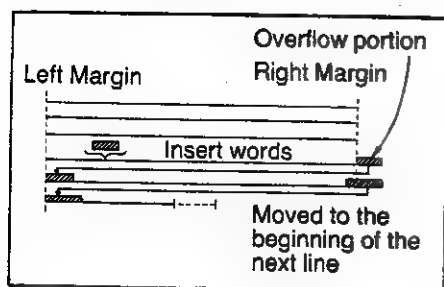 Overflow portion
Left Margin
Right Margin
Insert words
Moved to the
beginning of the
next line